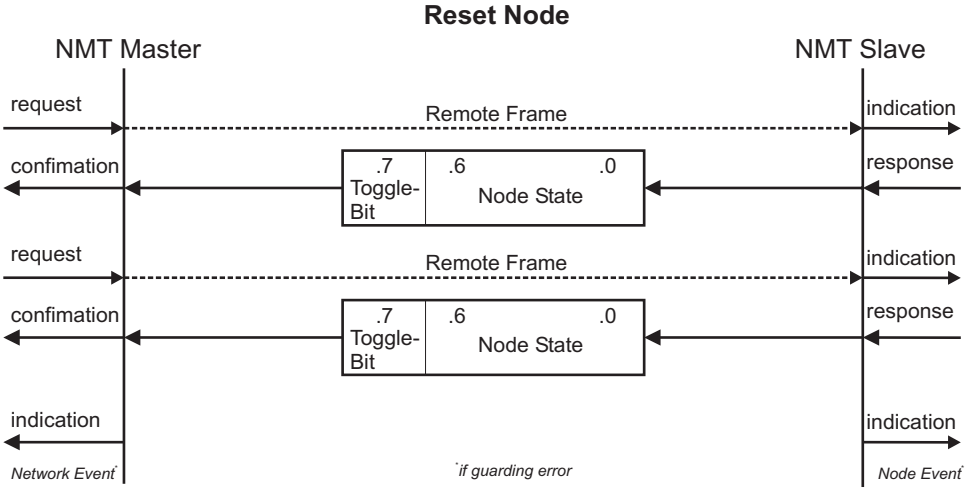 Reset Node
NMT Master
NMT Slave
request
Remote Frame
indication
confimation
.7
.6
.0
response
Toggle-
Bit
Node State
request
Remote Frame
indication
confimation
.7
.6
.0
response
Toggle-
Bit
Node State
indication
indication
Network Event*
*if guarding error
Node Event*